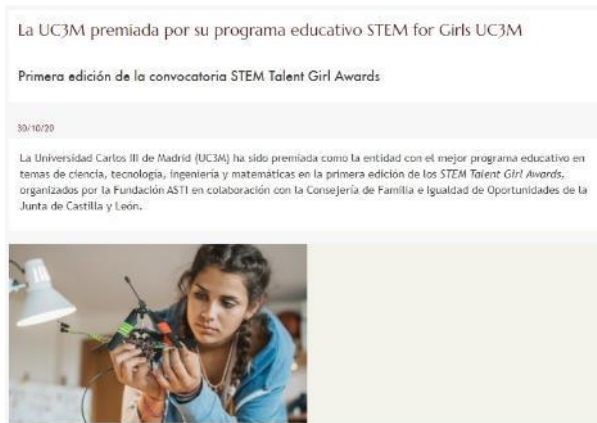 La UC3M premiada por su programa educativo STEM for Girls UC3M
Primera edición de la convocatoria STEM Talent Girl Awards
30/10/20
La Universidad Carlos III de Madrid (UC3M) ha sido premiada como la entidad con el mejor programa educativo en
temas de ciencia, tecnología, ingeniería y matemáticas en la primera edición de los STEM Talent Girl Awards,
organizados por la Fundación ASTI en colaboración con la Consejería de Familia e Igualdad de Oportunidades de la
Junta de Castilla y León.